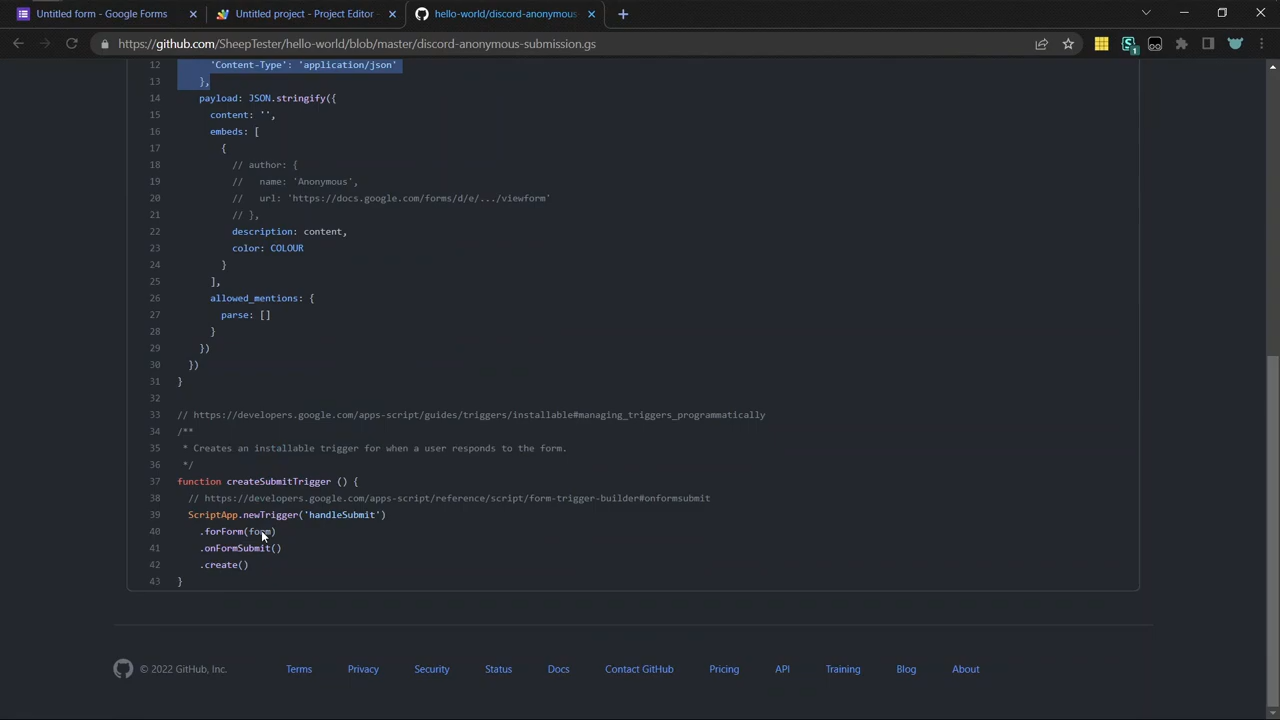 Untitled form - Google Forms
Untitled project - Project Editor -
hello-world/discord-anonymous
https://github.com/SheepTester/hello-world/blob/master/discord-anonymous-submission.gs
1
12 'Content-Type': 'application/json'
13 },
14 payload: JSON.stringify({
15 content: '',
16 embeds: [
17 {
18 // author: {
19 //   name: 'Anonymous',
20 //   url: 'https://docs.google.com/forms/d/e/.../viewform'
21 // },
22 description: content,
23 color: COLOUR
24 }
25 ],
26 allowed_mentions: {
27 parse: []
28 }
29 })
30 })
31 }
32
33 // https://developers.google.com/apps-script/guides/triggers/installable#managing_triggers_programmatically
34 /**
35 * Creates an installable trigger for when a user responds to the form.
36 */
37 function createSubmitTrigger () {
38 // https://developers.google.com/apps-script/reference/script/form-trigger-builder#onformsubmit
39 ScriptApp.newTrigger('handleSubmit')
40 .forForm(form)
41 .onFormSubmit()
42 .create()
43 }
© 2022 GitHub, Inc. Terms Privacy Security Status Docs Contact GitHub Pricing API Training Blog About